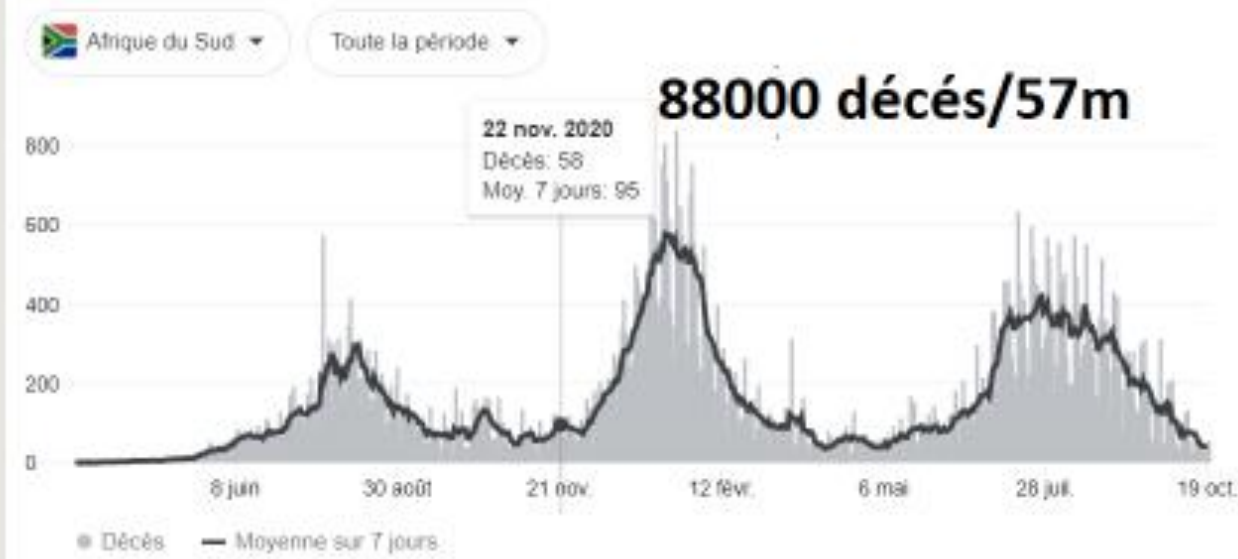 Afrique du Sud
Toute la période
88000 décés/57m
22 nov. 2020
Décès: 58
Moy. 7 jours: 95
800
600
400
200
0
8 juin
30 août
21 nov.
12 févr.
6 mai
28 juil.
19 oct.
Décès
Moyenne sur 7 jours